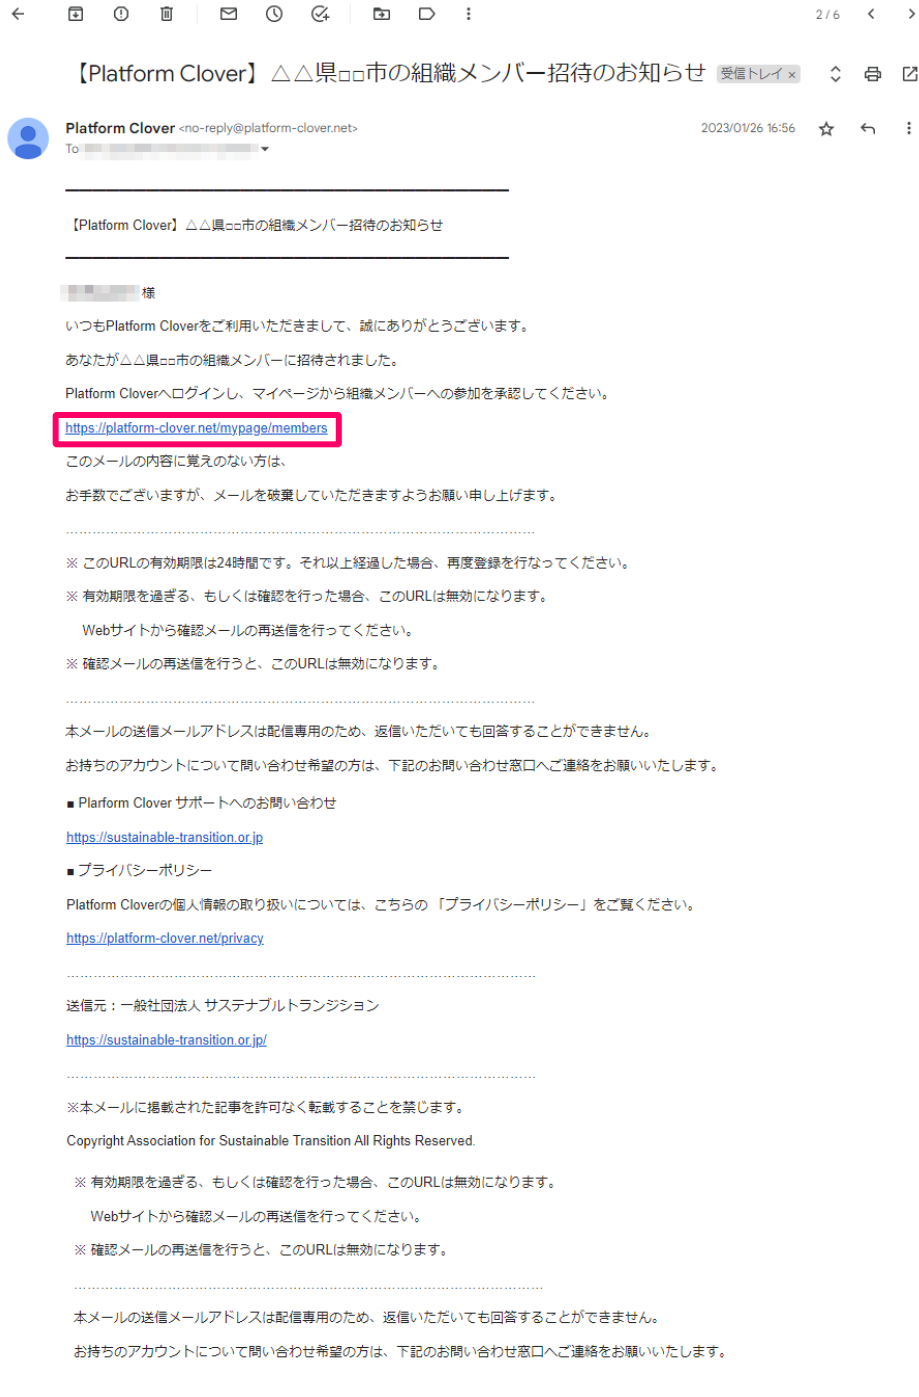 2 / 6
【Platform Clover】△△県□□市の組織メンバー招待のお知らせ 受信トレイ ×
Platform Clover <no-reply@platform-clover.net> 2023/01/26 16:56
To
【Platform Clover】△△県□□市の組織メンバー招待のお知らせ
様
いつもPlatform Cloverをご利用いただきまして、誠にありがとうございます。
あなたが△△県□□市の組織メンバーに招待されました。
Platform Cloverへログインし、マイページから組織メンバーへの参加を承認してください。
https://platform-clover.net/mypage/members
このメールの内容に覚えのない方は、
お手数でございますが、メールを破棄していただきますようお願い申し上げます。
※ このURLの有効期限は24時間です。それ以上経過した場合、再度登録を行なってください。
※ 有効期限を過ぎる、もしくは確認を行った場合、このURLは無効になります。
Webサイトから確認メールの再送信を行ってください。
※ 確認メールの再送信を行うと、このURLは無効になります。
本メールの送信メールアドレスは配信専用のため、返信いただいても回答することができません。
お持ちのアカウントについて問い合わせ希望の方は、下記のお問い合わせ窓口へご連絡をお願いいたします。
■ Plarform Clover サポートへのお問い合わせ
https://sustainable-transition.or.jp
■ プライバシーポリシー
Platform Cloverの個人情報の取り扱いについては、こちらの 「プライバシーポリシー」をご覧ください。
https://platform-clover.net/privacy
送信元：一般社団法人 サステナブルトランジション
https://sustainable-transition.or.jp/
※本メールに掲載された記事を許可なく転載することを禁じます。
Copyright Association for Sustainable Transition All Rights Reserved.
※ 有効期限を過ぎる、もしくは確認を行った場合、このURLは無効になります。
Webサイトから確認メールの再送信を行ってください。
※ 確認メールの再送信を行うと、このURLは無効になります。
本メールの送信メールアドレスは配信専用のため、返信いただいても回答することができません。
お持ちのアカウントについて問い合わせ希望の方は、下記のお問い合わせ窓口へご連絡をお願いいたします。